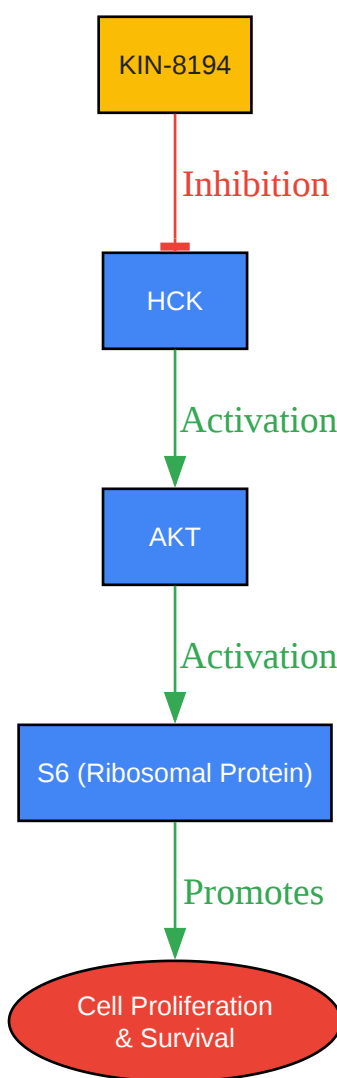 KIN-8194
Inhibition
HCK
Activation
AKT
Activation
S6 (Ribosomal Protein)
Promotes
Cell Proliferation
& Survival